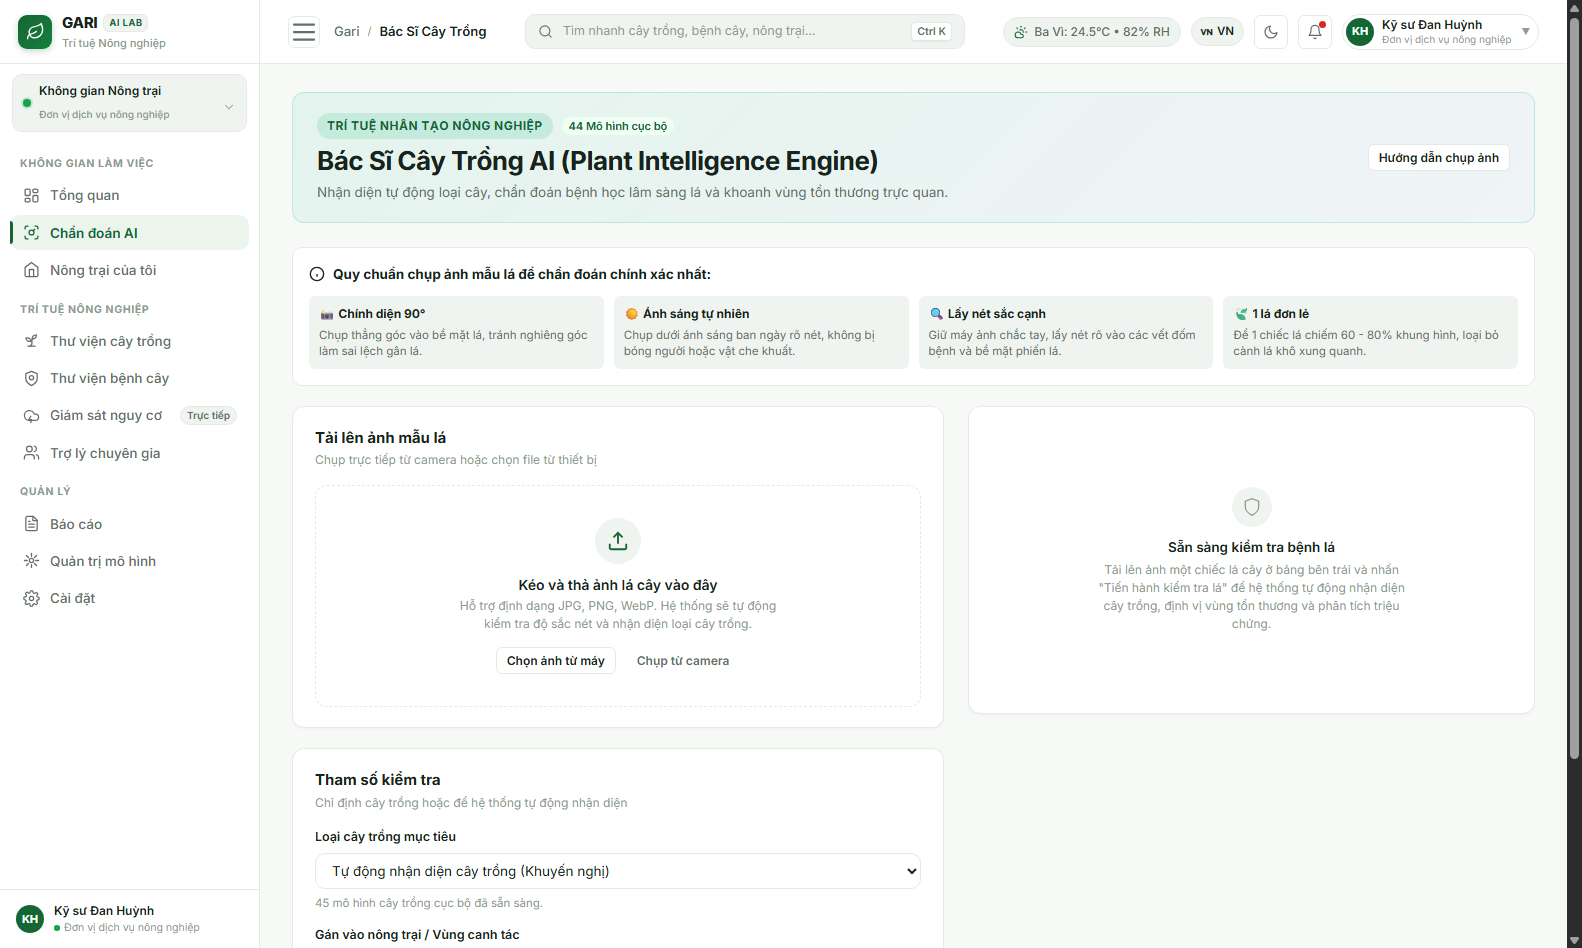 GARI AI LAB
Trí tuệ Nông nghiệp
Gari / Bác Sĩ Cây Trồng
Tìm nhanh cây trồng, bệnh cây, nông trại...
Ctrl K
Ba Vì: 24.5°C • 82% RH
VN VN
KH
Kỹ sư Đan Huỳnh
Đơn vị dịch vụ nông nghiệp
Không gian Nông trại
Đơn vị dịch vụ nông nghiệp
KHÔNG GIAN LÀM VIỆC
Tổng quan
Chẩn đoán AI
Nông trại của tôi
TRÍ TUỆ NÔNG NGHIỆP
Thư viện cây trồng
Thư viện bệnh cây
Giám sát nguy cơ Trực tiếp
Trợ lý chuyên gia
QUẢN LÝ
Báo cáo
Quản trị mô hình
Cài đặt
KH
Kỹ sư Đan Huỳnh
Đơn vị dịch vụ nông nghiệp
TRÍ TUỆ NHÂN TẠO NÔNG NGHIỆP 44 Mô hình cục bộ
Bác Sĩ Cây Trồng AI (Plant Intelligence Engine)
Nhận diện tự động loại cây, chẩn đoán bệnh học lâm sàng lá và khoanh vùng tổn thương trực quan.
Hướng dẫn chụp ảnh
Quy chuẩn chụp ảnh mẫu lá để chẩn đoán chính xác nhất:
Chính diện 90°
Chụp thẳng góc vào bề mặt lá, tránh nghiêng góc
làm sai lệch gân lá.
Ánh sáng tự nhiên
Chụp dưới ánh sáng ban ngày rõ nét, không bị
bóng người hoặc vật che khuất.
Lấy nét sắc cạnh
Giữ máy ảnh chắc tay, lấy nét rõ vào các vết đốm
bệnh và bề mặt phiến lá.
1 lá đơn lẻ
Để 1 chiếc lá chiếm 60 - 80% khung hình, loại bỏ
cành lá khô xung quanh.
Tải lên ảnh mẫu lá
Chụp trực tiếp từ camera hoặc chọn file từ thiết bị
Kéo và thả ảnh lá cây vào đây
Hỗ trợ định dạng JPG, PNG, WebP. Hệ thống sẽ tự động
kiểm tra độ sắc nét và nhận diện loại cây trồng.
Chọn ảnh từ máy
Chụp từ camera
Sẵn sàng kiểm tra bệnh lá
Tải lên ảnh một chiếc lá cây ở bảng bên trái và nhấn
"Tiến hành kiểm tra lá" để hệ thống tự động nhận diện
cây trồng, định vị vùng tổn thương và phân tích triệu
chứng.
Tham số kiểm tra
Chỉ định cây trồng hoặc để hệ thống tự động nhận diện
Loại cây trồng mục tiêu
Tự động nhận diện cây trồng (Khuyến nghị)
45 mô hình cây trồng cục bộ đã sẵn sàng.
Gán vào nông trại / Vùng canh tác